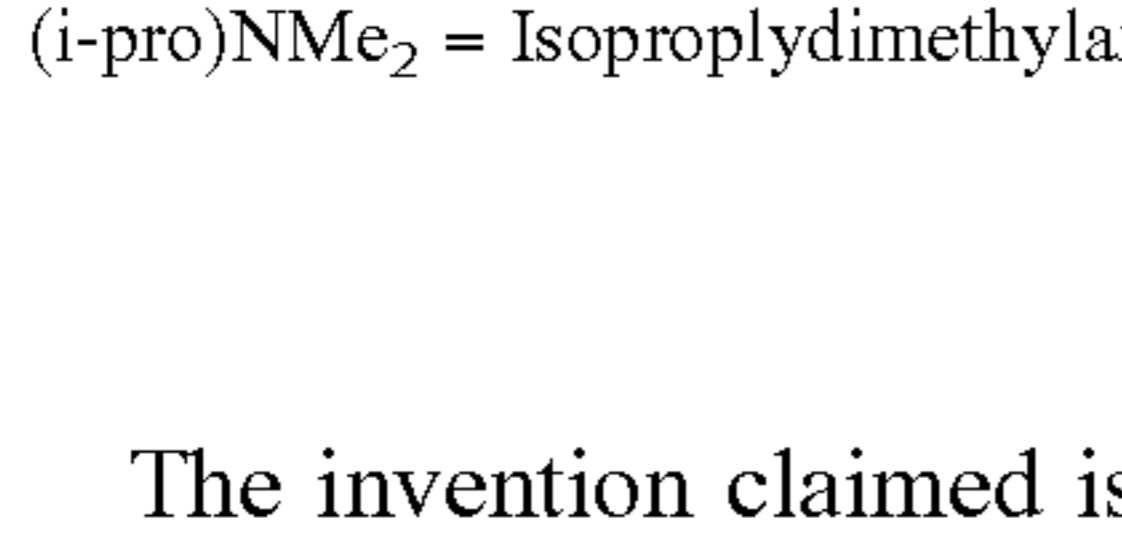 (i-pro)NMe₂ = Isoproplydimethyla
The invention claimed is